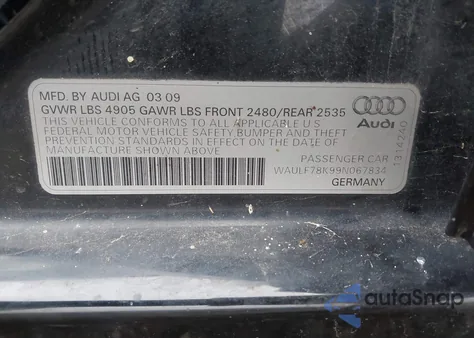 MFD. BY AUDI AG 03 09
GVWR LBS 4905 GAWR LBS FRONT 2480/REAR 2535
THIS VEHICLE CONFORMS TO ALL APPLICABLE U.S
FEDERAL MOTOR VEHICLE SAFETY BUMPER AND THEFT
PREVENTION STANDARDS IN EFFECT ON THE DATE OF
MANUFACTURE SHOWN ABOVE.
Audi
1314240
PASSENGER CAR
WAULF78K99N067834
GERMANY
autaSnap